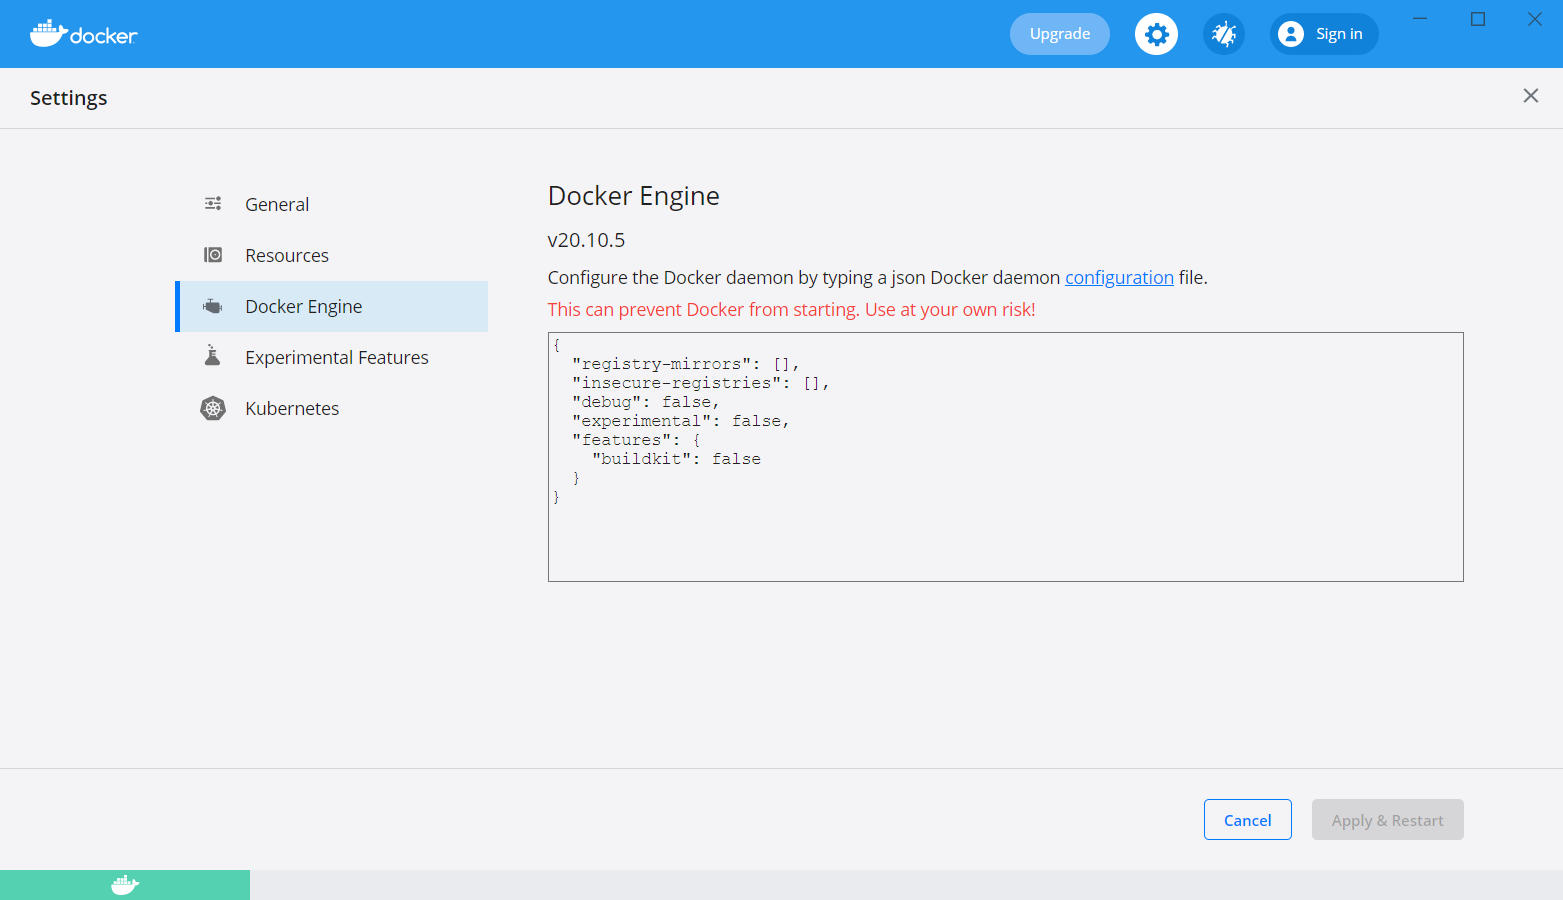 docker
Upgrade
Sign in
Settings
General
Resources
Docker Engine
Experimental Features
Kubernetes
Docker Engine
v20.10.5
Configure the Docker daemon by typing a json Docker daemon configuration file.
This can prevent Docker from starting. Use at your own risk!
{
  "registry-mirrors": [],
  "insecure-registries": [],
  "debug": false,
  "experimental": false,
  "features": {
    "buildkit": false
  }
}
Cancel
Apply & Restart